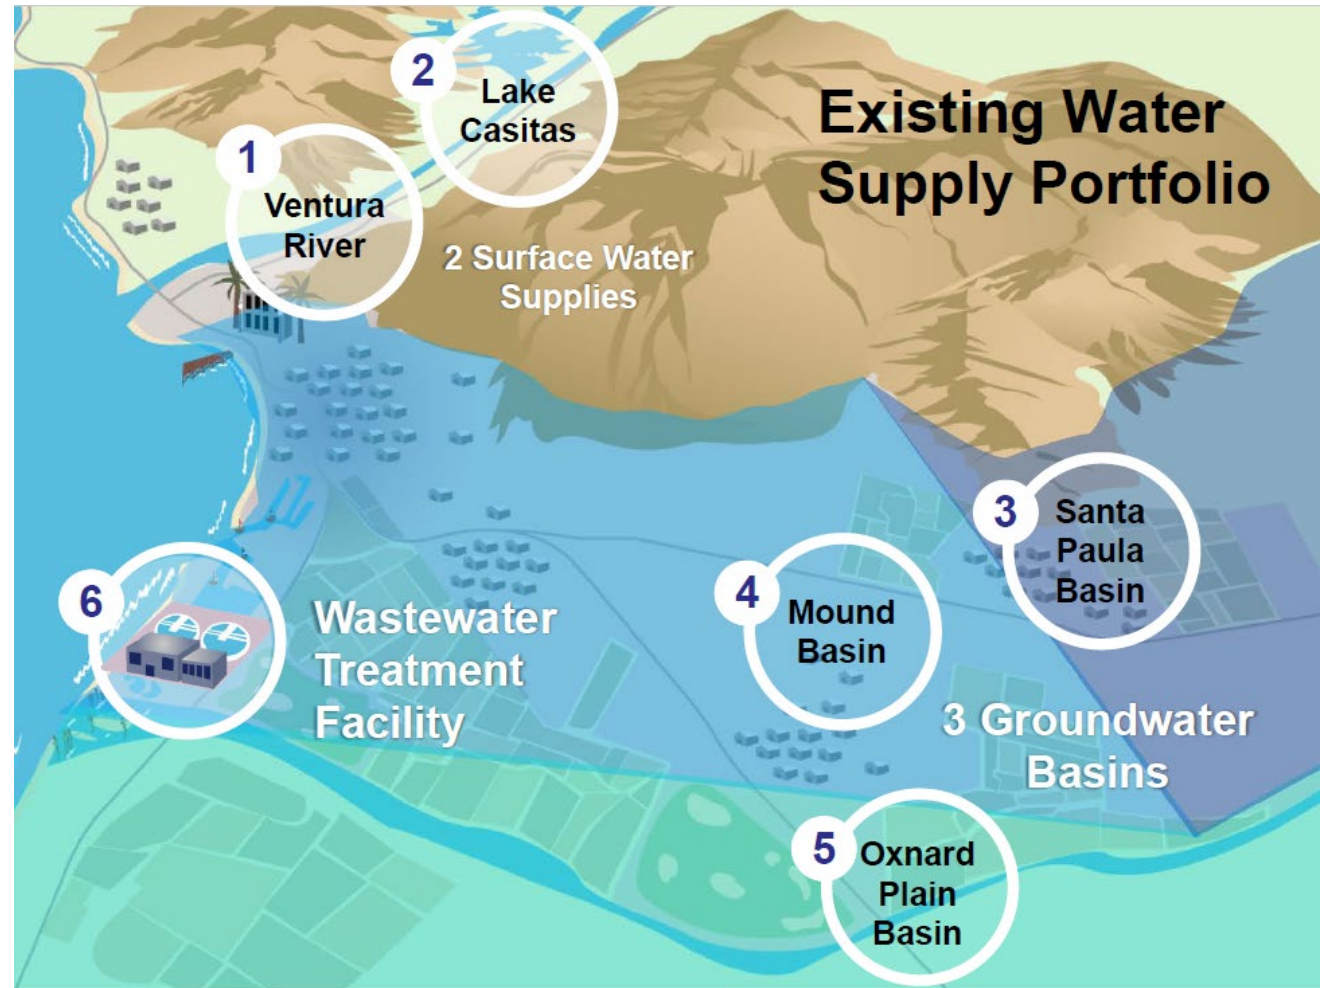 Existing Water
Supply Portfolio
1
Ventura
River
2
Lake
Casitas
2 Surface Water
Supplies
3
Santa
Paula
Basin
4
Mound
Basin
3 Groundwater
Basins
5
Oxnard
Plain
Basin
6
Wastewater
Treatment
Facility